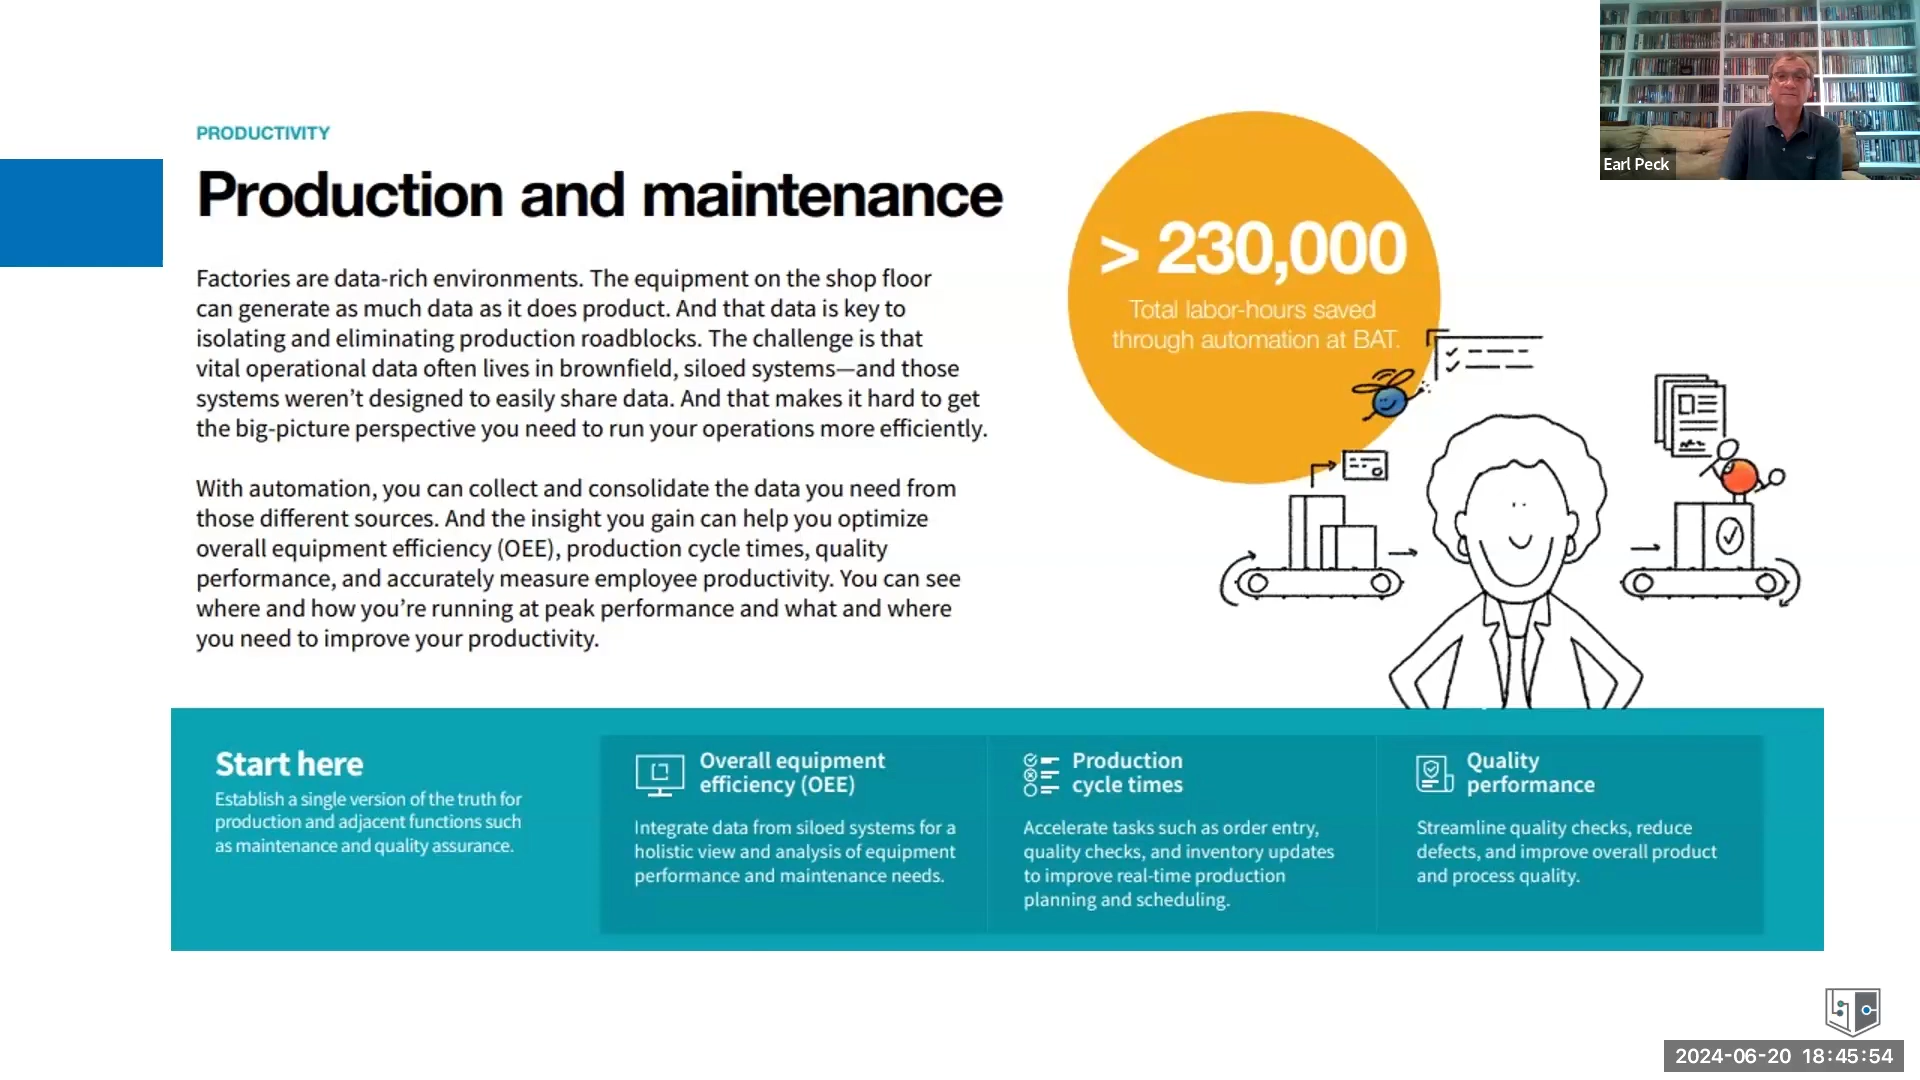 PRODUCTIVITY
Production and maintenance
Factories are data-rich environments. The equipment on the shop floor
can generate as much data as it does product. And that data is key to
isolating and eliminating production roadblocks. The challenge is that
vital operational data often lives in brownfield, siloed systems—and those
systems weren’t designed to easily share data. And that makes it hard to get
the big-picture perspective you need to run your operations more efficiently.
With automation, you can collect and consolidate the data you need from
those different sources. And the insight you gain can help you optimize
overall equipment efficiency (OEE), production cycle times, quality
performance, and accurately measure employee productivity. You can see
where and how you’re running at peak performance and what and where
you need to improve your productivity.
> 230,000
Total labor-hours saved
through automation at BAT.
Earl Peck
Start here
Establish a single version of the truth for
production and adjacent functions such
as maintenance and quality assurance.
Overall equipment
efficiency (OEE)
Integrate data from siloed systems for a
holistic view and analysis of equipment
performance and maintenance needs.
Production
cycle times
Accelerate tasks such as order entry,
quality checks, and inventory updates
to improve real-time production
planning and scheduling.
Quality
performance
Streamline quality checks, reduce
defects, and improve overall product
and process quality.
2024-06-20 18:45:54